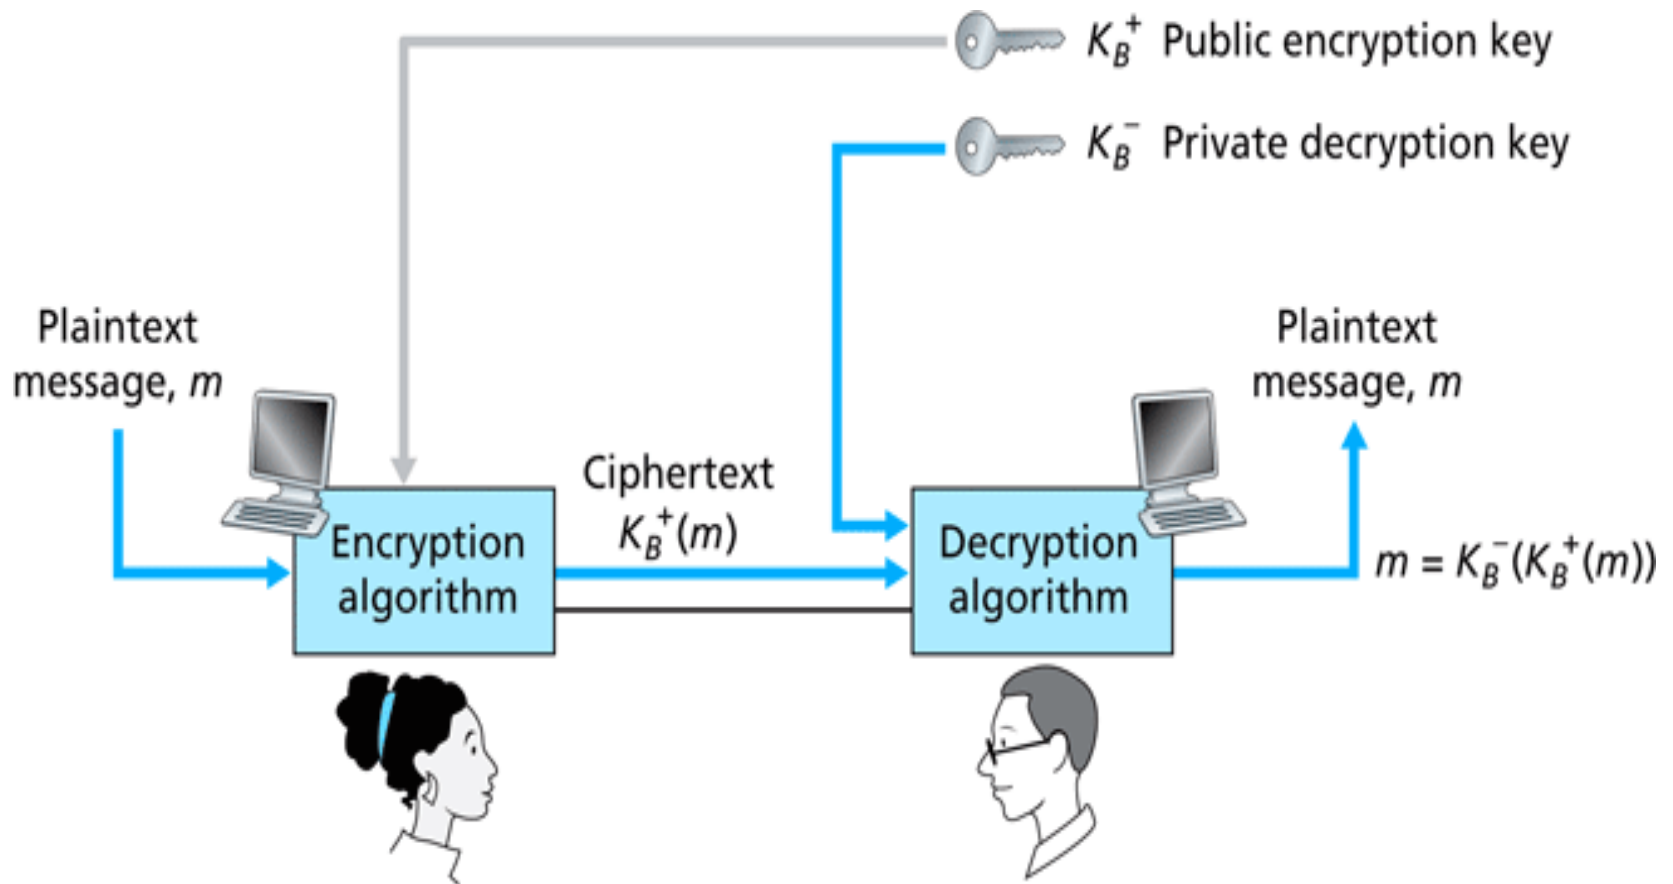 K_B^+ Public encryption key
K_B^- Private decryption key
Plaintext
message, m
Plaintext
message, m
Ciphertext
K_B^+(m)
Encryption
algorithm
Decryption
algorithm
m = K_B^-(K_B^+(m))